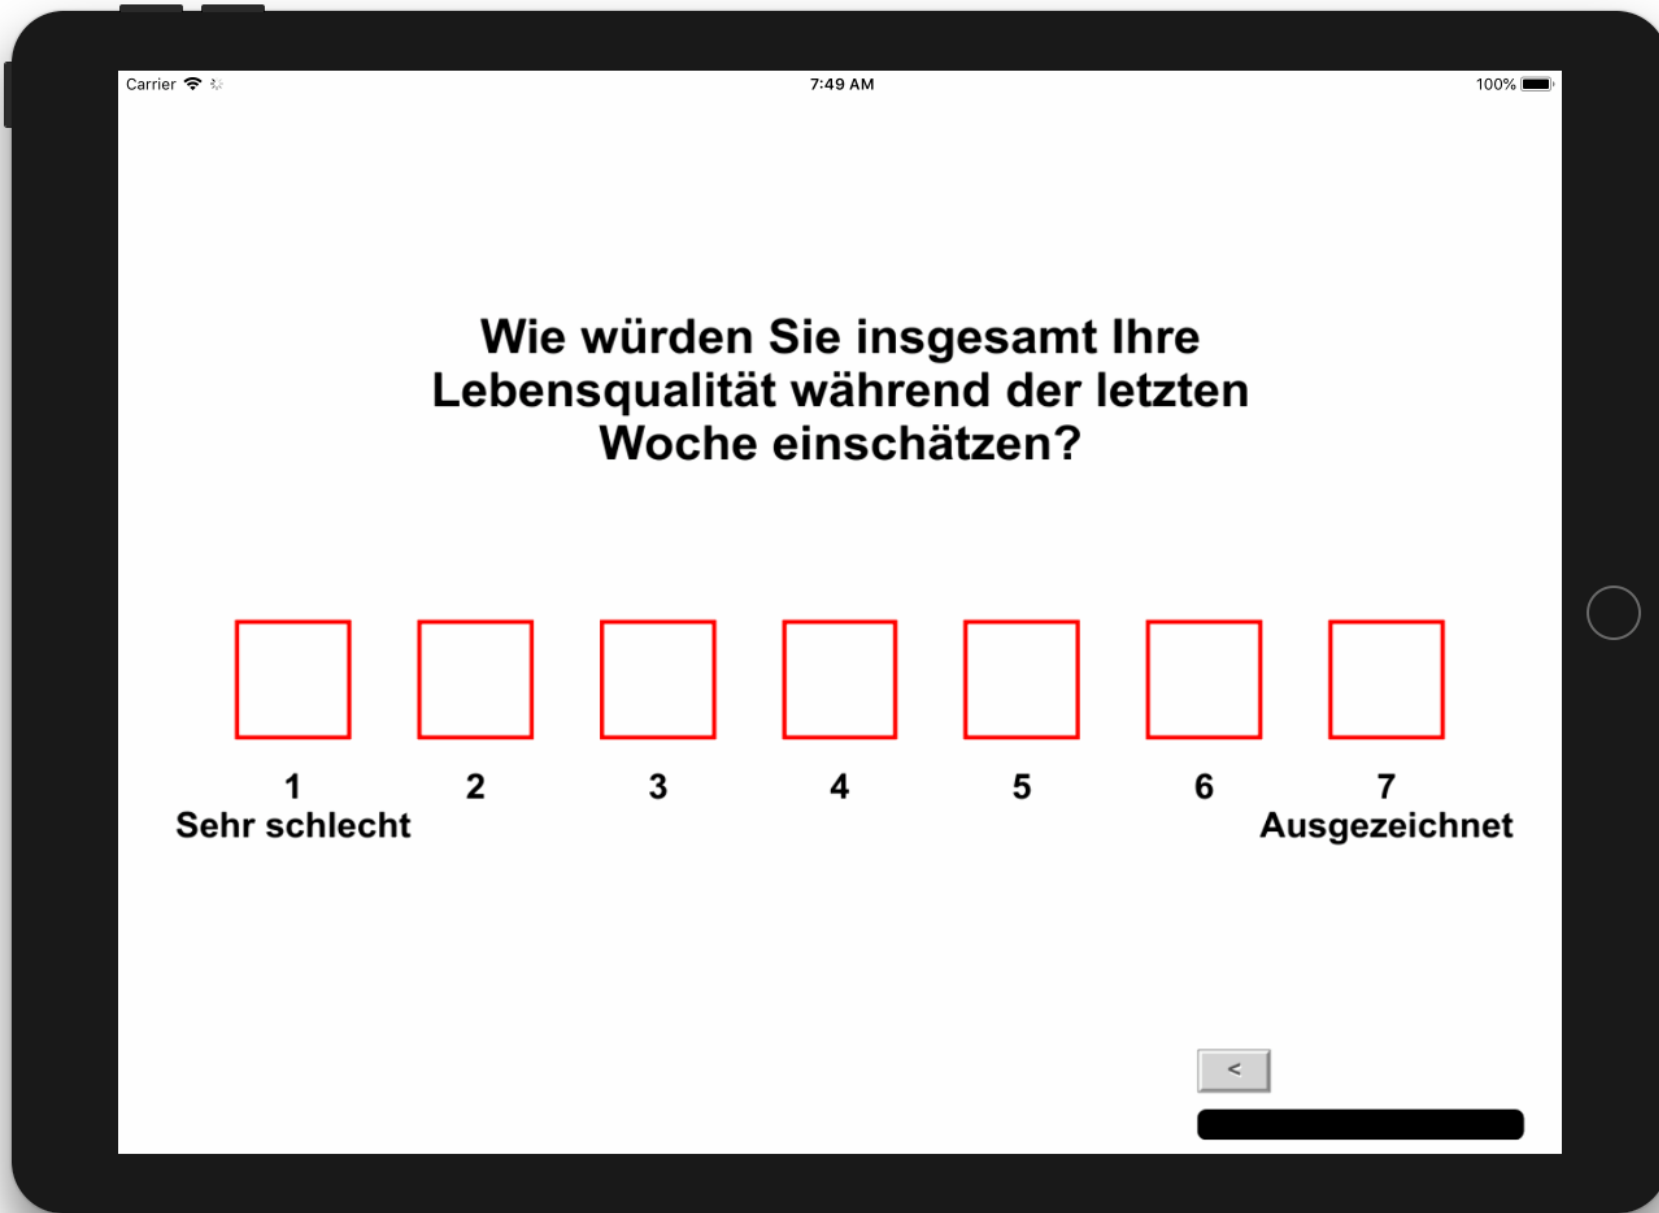 Carrier
7:49 AM
100%
Wie würden Sie insgesamt Ihre
Lebensqualität während der letzten
Woche einschätzen?
1 2 3 4 5 6 7
Sehr schlecht Ausgezeichnet
<